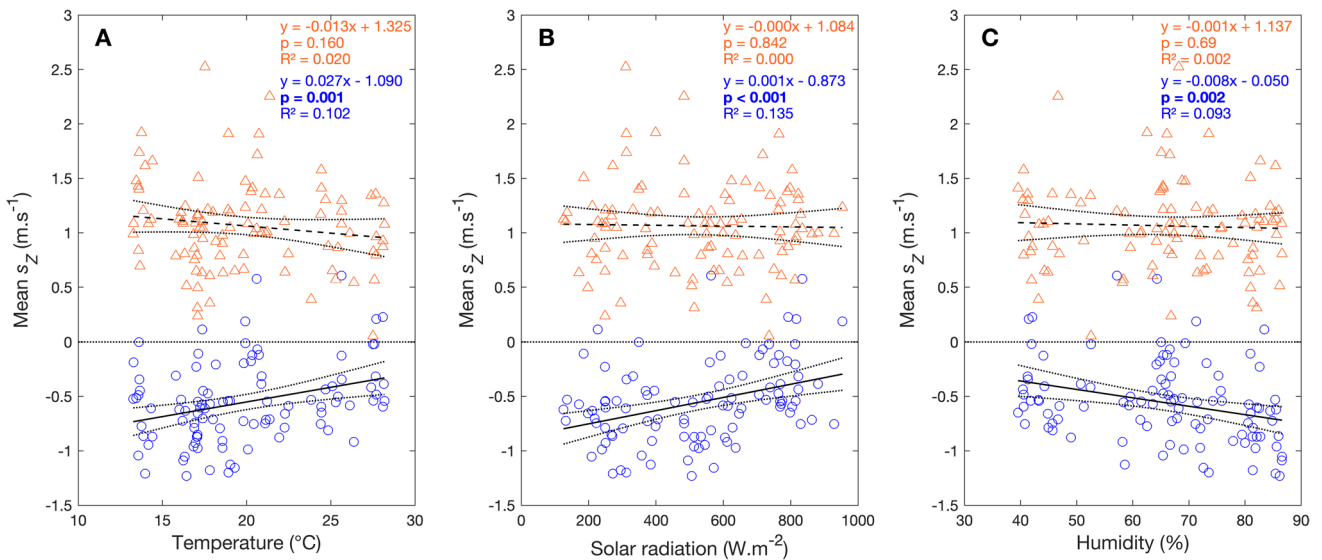 A
y = -0.013x + 1.325
p = 0.160
R² = 0.020
y = 0.027x - 1.090
p = 0.001
R² = 0.102
3
2.5
2
1.5
1
0.5
0
-0.5
-1
-1.5
Mean sZ (m.s-1)
10 15 20 25 30
Temperature (°C)
B
y = -0.000x + 1.084
p = 0.842
R² = 0.000
y = 0.001x - 0.873
p < 0.001
R² = 0.135
3
2.5
2
1.5
1
0.5
0
-0.5
-1
-1.5
Mean sZ (m.s-1)
0 200 400 600 800 1000
Solar radiation (W.m-2)
C
y = -0.001x + 1.137
p = 0.69
R² = 0.002
y = -0.008x - 0.050
p = 0.002
R² = 0.093
3
2.5
2
1.5
1
0.5
0
-0.5
-1
-1.5
Mean sZ (m.s-1)
30 40 50 60 70 80 90
Humidity (%)